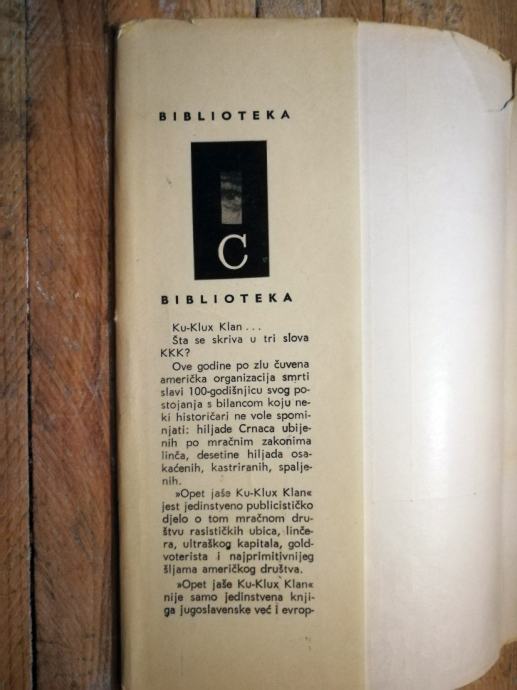 BIBLIOTEKA
C
BIBLIOTEKA
Ku-Klux Klan . . .
Šta se skriva u tri slova
KKK?
Ove godine po zlu čuvena
američka organizacija smrti
slavi 100-godišnjicu svog po-
stojanja s bilancom koju ne-
ki historičari ne vole spomi-
njati: hiljade Crnaca ubije-
nih po mračnim zakonima
linča, desetine hiljada osa-
kaćenih, kastriranih, spalje-
nih.
»Opet jaše Ku-Klux Klan«
jest jedinstveno publicističko
djelo o tom mračnom dru-
štvu rasističkih ubica, linče-
ra, ultraškog kapitala, gold-
voterista i najprimitivnijeg
šljama američkog društva.
»Opet jaše Ku-Klux Klan«
nije samo jedinstvena knji-
ga jugoslavenske već i evrop-